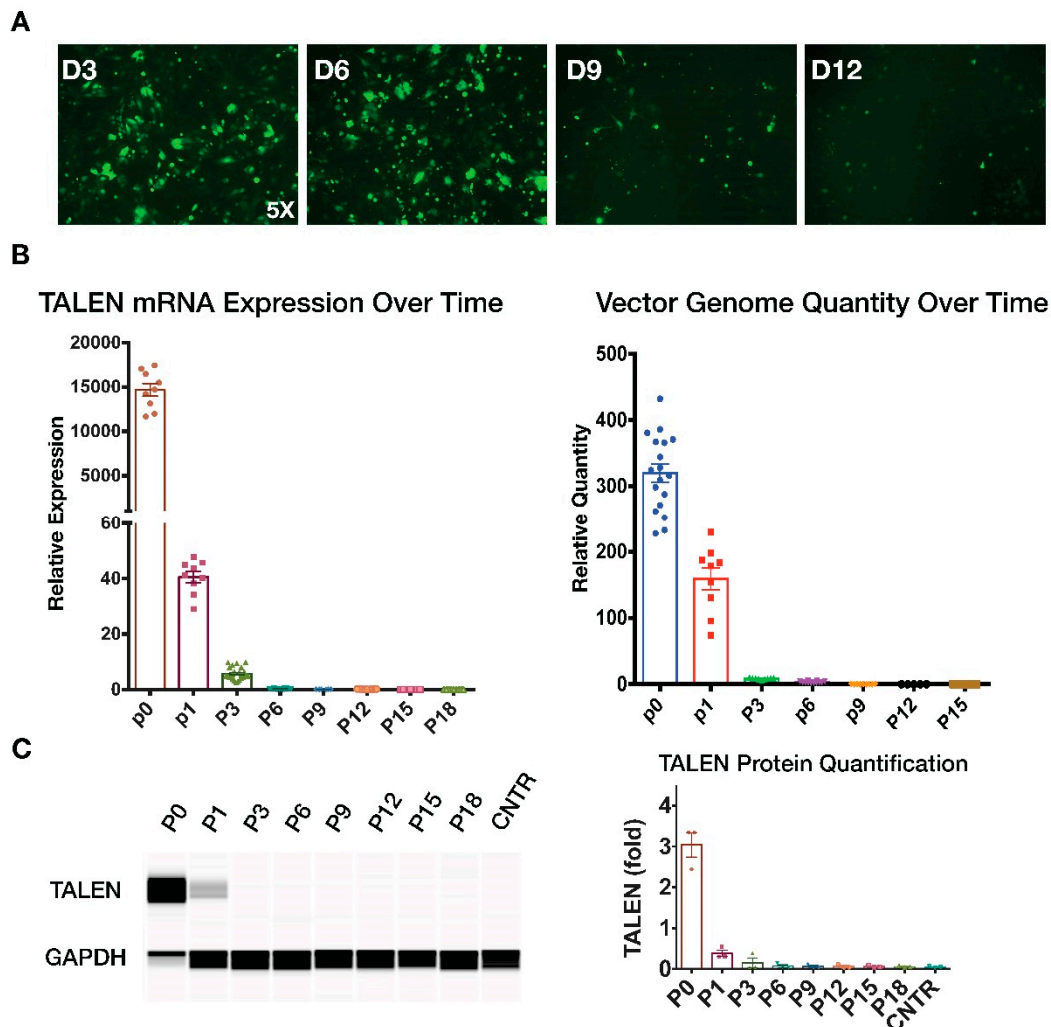 A
D3 D6 D9 D12
5X
B
TALEN mRNA Expression Over Time
Relative Expression
20000
15000
10000
5000
60
40
20
0
p0 p1 P3 P6 P9 P12 P15 P18
Vector Genome Quantity Over Time
Relative Quantity
500
400
300
200
100
0
p0 p1 P3 p6 p9 P12 P15
C
P0 P1 P3 P6 P9 P12 P15 P18 CNTR
TALEN
GAPDH
TALEN Protein Quantification
TALEN (fold)
4
3
2
1
0
P0 P1 P3 P6 P9 P12 P15 P18 CNTR